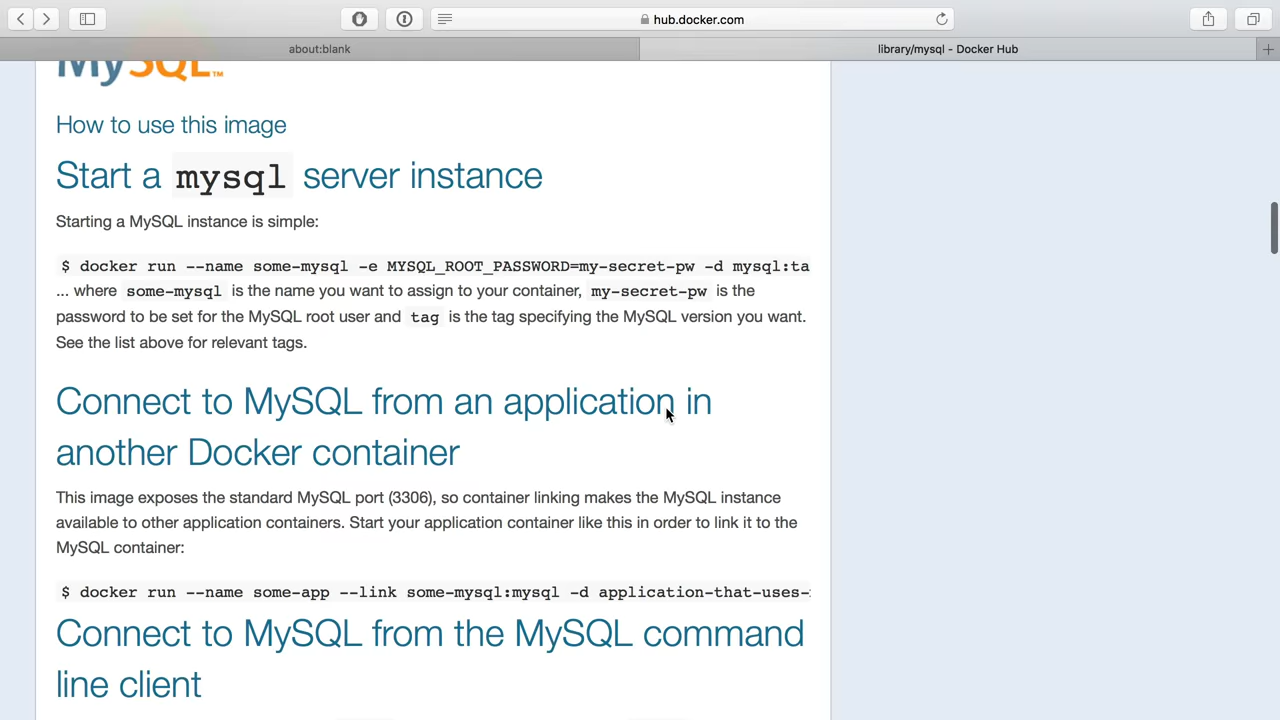 hub.docker.com
about:blank
library/mysql - Docker Hub
MySQL™
How to use this image
Start a mysql server instance
Starting a MySQL instance is simple:
$ docker run --name some-mysql -e MYSQL_ROOT_PASSWORD=my-secret-pw -d mysql:ta
... where some-mysql is the name you want to assign to your container, my-secret-pw is the
password to be set for the MySQL root user and tag is the tag specifying the MySQL version you want.
See the list above for relevant tags.
Connect to MySQL from an application in
another Docker container
This image exposes the standard MySQL port (3306), so container linking makes the MySQL instance
available to other application containers. Start your application container like this in order to link it to the
MySQL container:
$ docker run --name some-app --link some-mysql:mysql -d application-that-uses-
Connect to MySQL from the MySQL command
line client